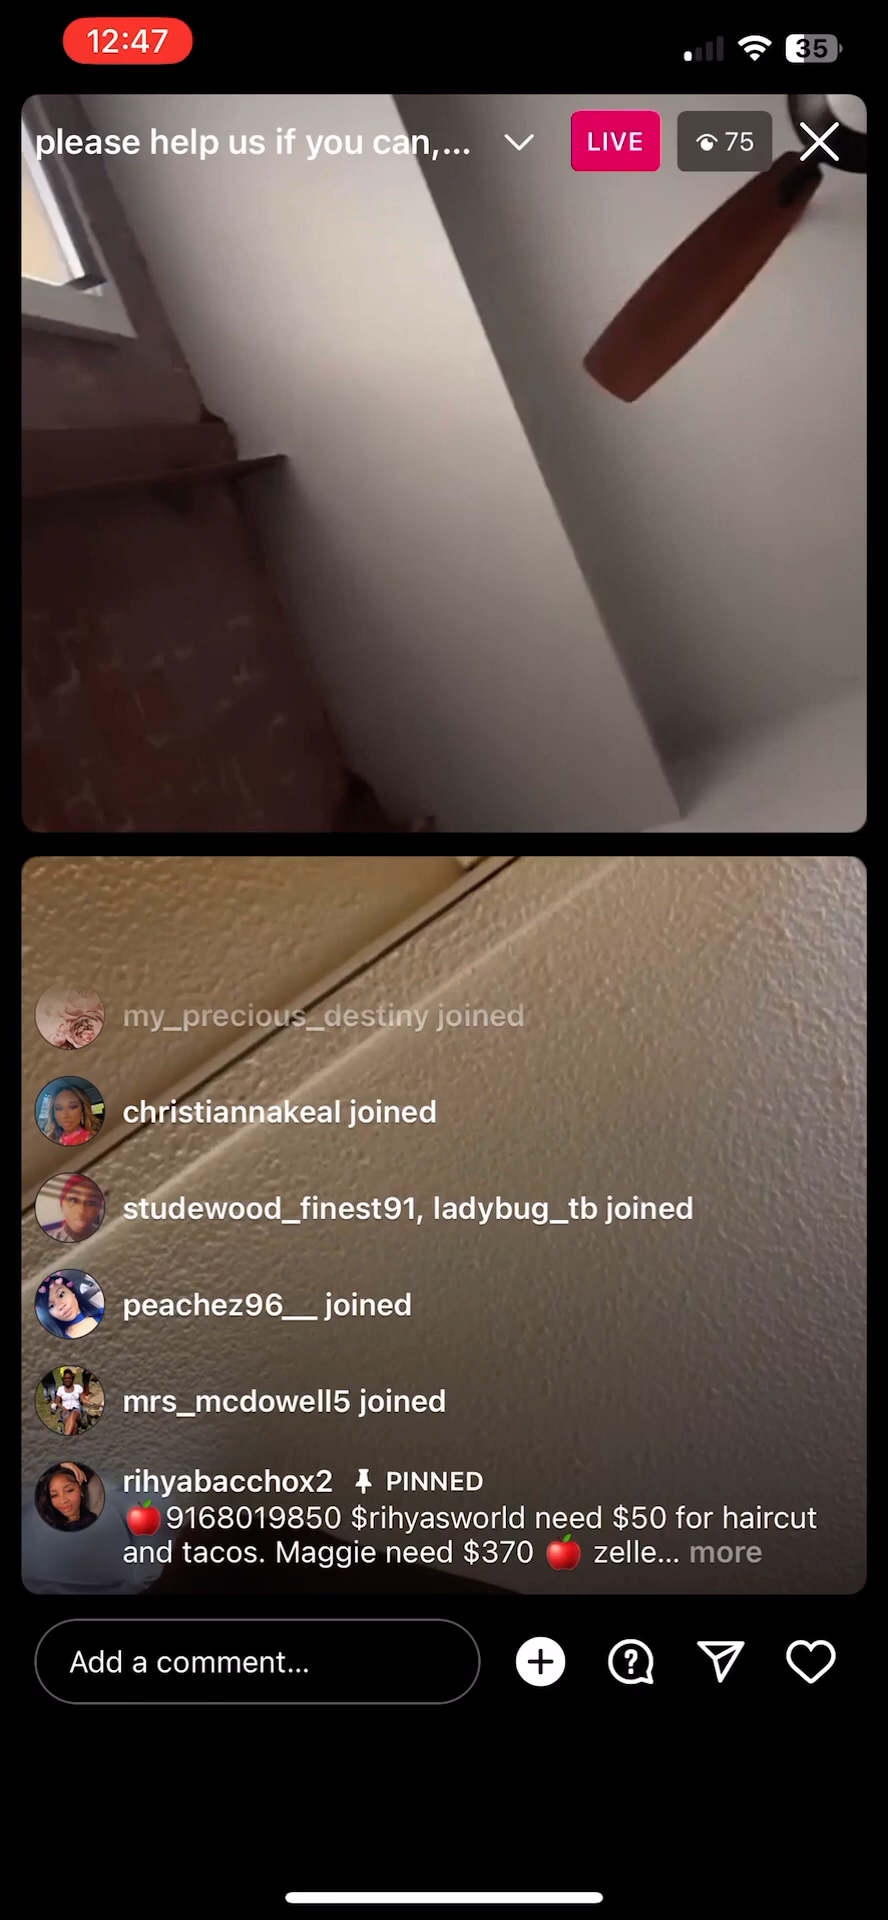 12:47
35
please help us if you can,...
LIVE
75
my_precious_destiny joined
christiannakeal joined
studewood_finest91, ladybug_tb joined
peachez96__ joined
mrs_mcdowell5 joined
rihyabacchox2 PINNED
🍎9168019850 $rihyasworld need $50 for haircut
and tacos. Maggie need $370 🍎 zelle... more
Add a comment...